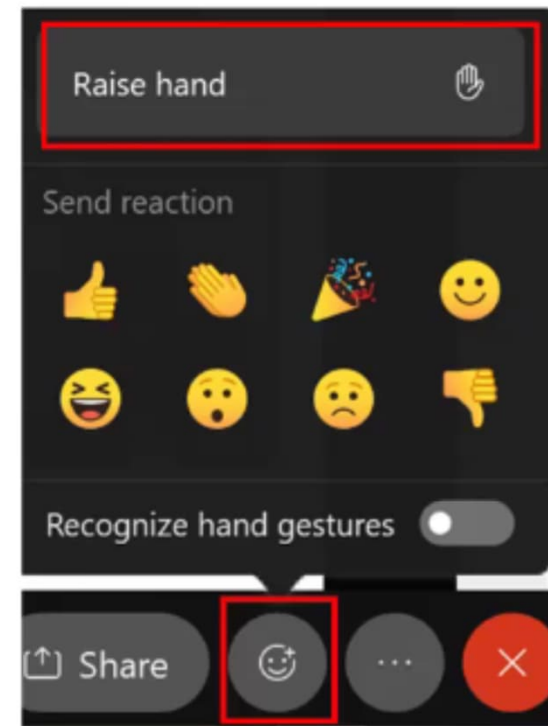 Raise hand
Send reaction
Recognize hand gestures
Share